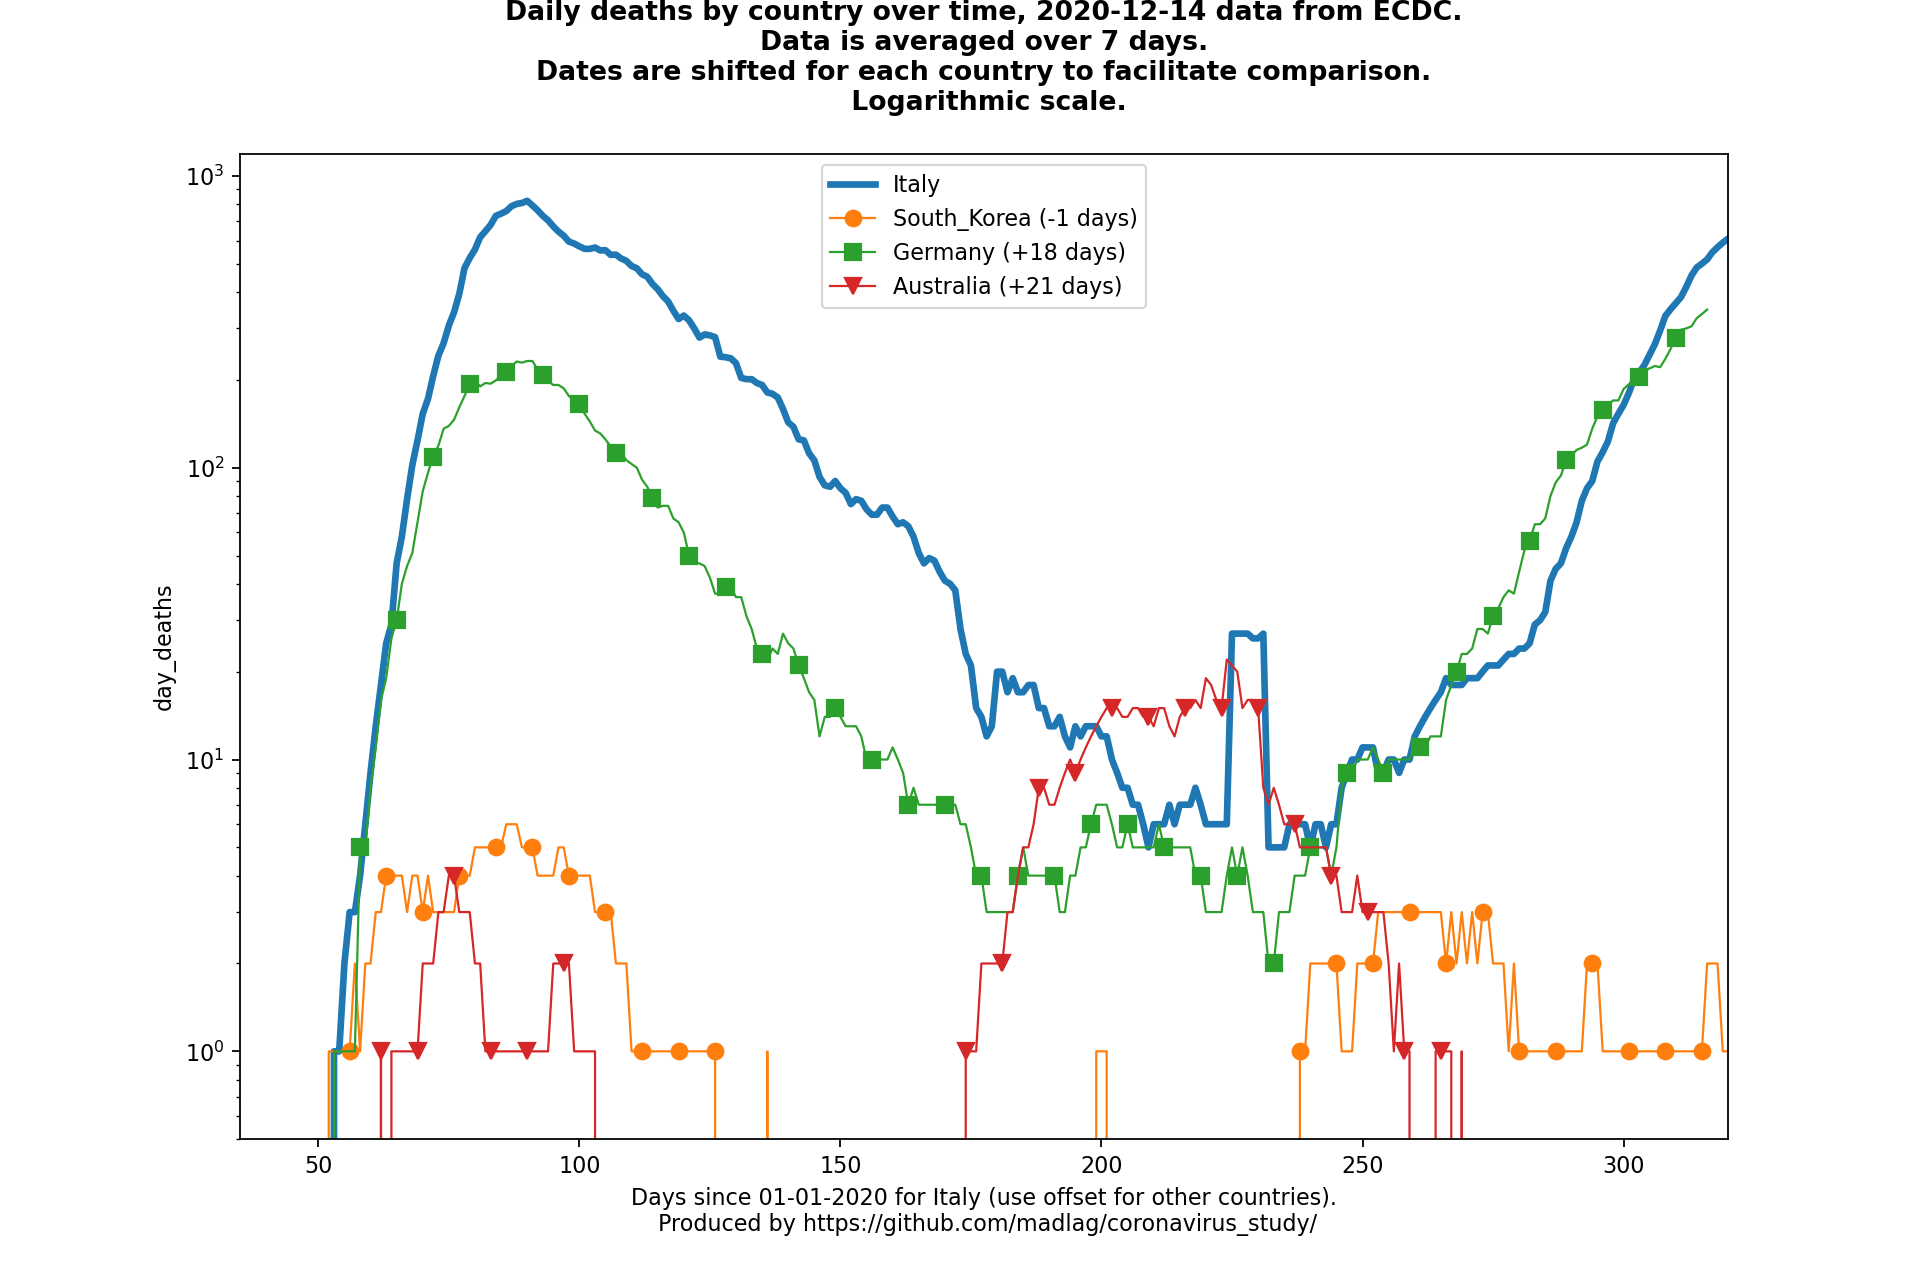 Daily deaths by country over time, 2020-12-14 data from ECDC.
Data is averaged over 7 days.
Dates are shifted for each country to facilitate comparison.
Logarithmic scale.
10³
Italy
South_Korea (-1 days)
Germany (+18 days)
Australia (+21 days)
10²
day_deaths
10¹
10⁰
50 100 150 200 250 300
Days since 01-01-2020 for Italy (use offset for other countries).
Produced by https://github.com/madlag/coronavirus_study/